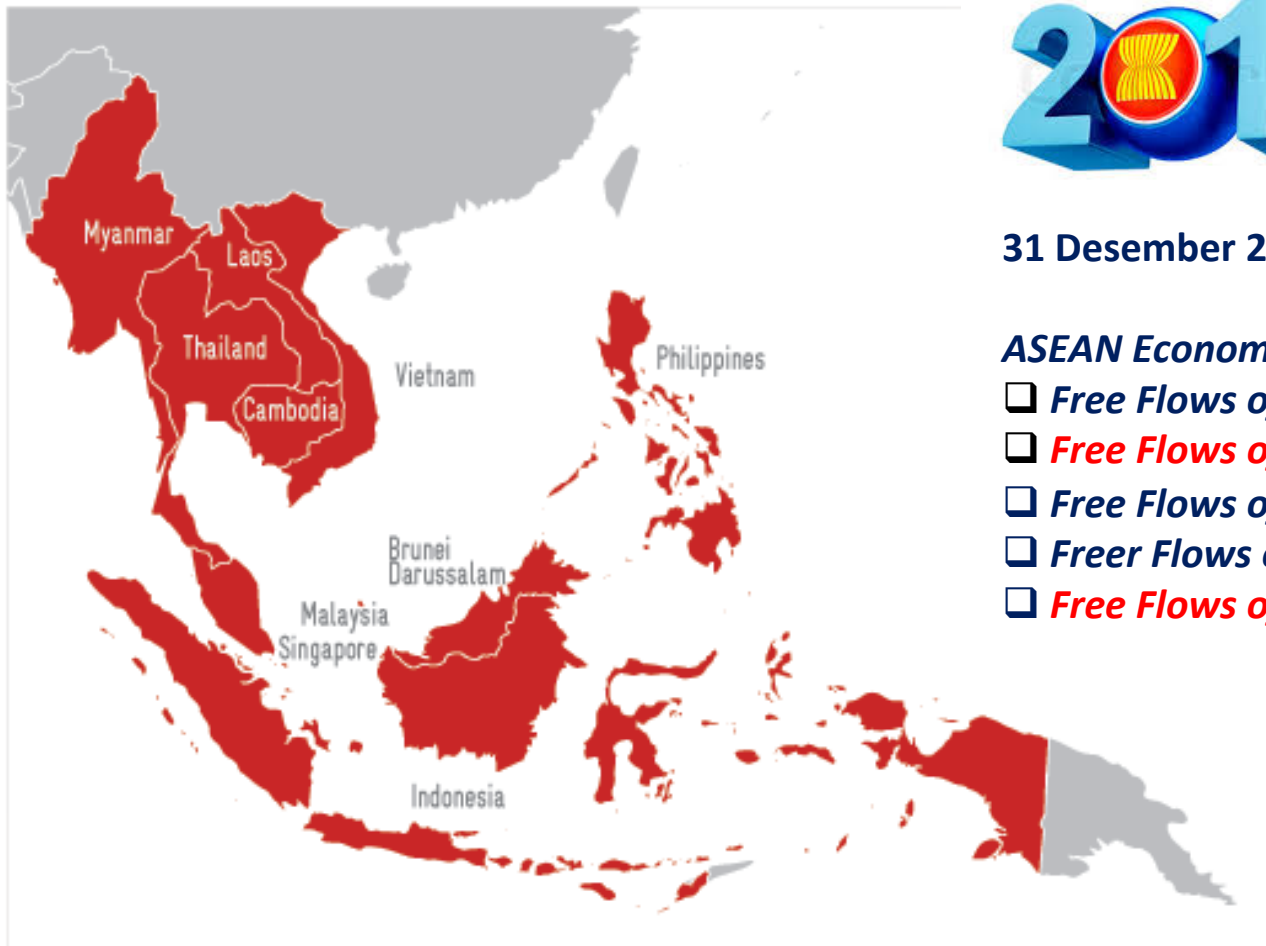 201
31 Desember 2
Myanmar
Laos
Thailand
Cambodia
Vietnam
Philippines
Brunei
Darussalam
Malaysia
Singapore
Indonesia
ASEAN Econom
Free Flows o
Free Flows o
Free Flows o
Freer Flows
Free Flows o